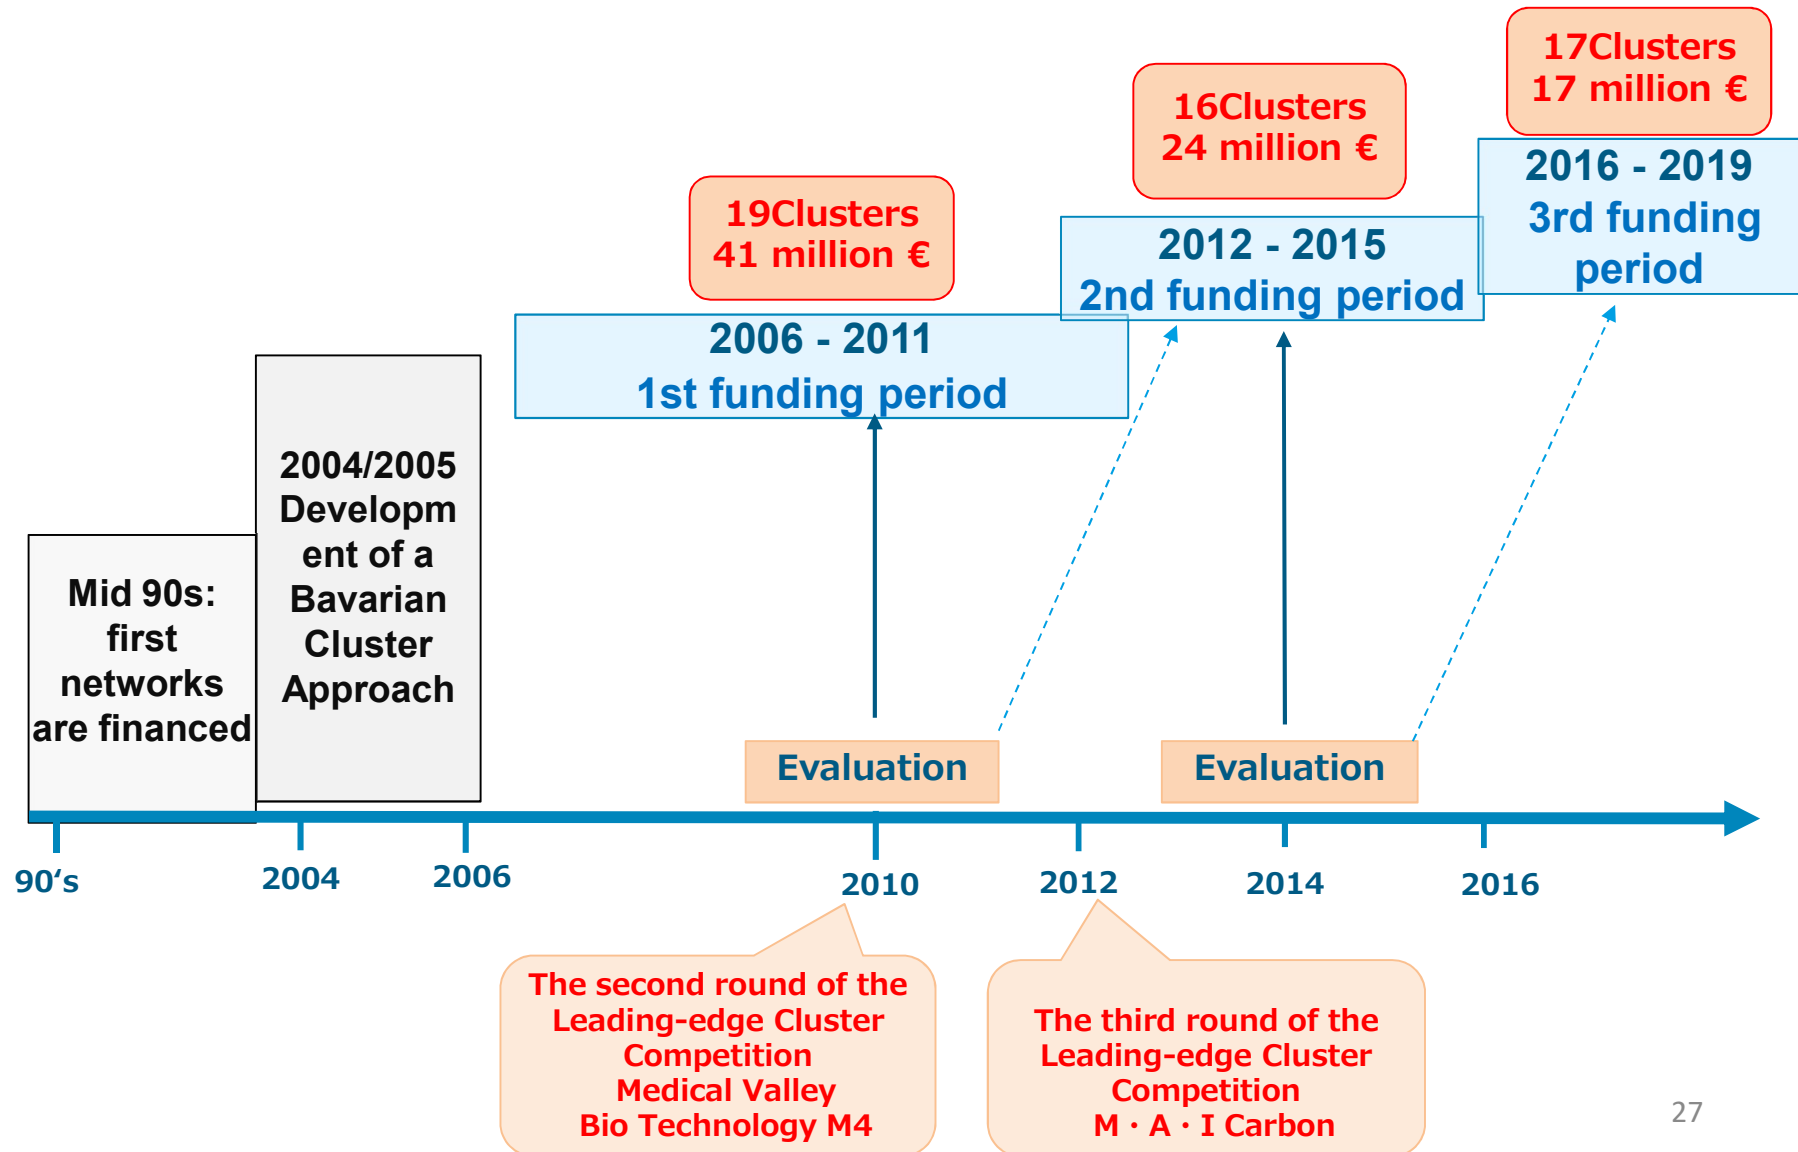 17Clusters
17 million €
16Clusters
24 million €
2016 - 2019
3rd funding
period
19Clusters
41 million €
2012 - 2015
2nd funding period
2006 - 2011
1st funding period
2004/2005
Developm
ent of a
Bavarian
Cluster
Approach
Mid 90s:
first
networks
are financed
Evaluation
Evaluation
90‘s
2004
2006
2010
2012
2014
2016
The second round of the
Leading-edge Cluster
Competition
Medical Valley
Bio Technology M4
The third round of the
Leading-edge Cluster
Competition
M・A・I Carbon
27